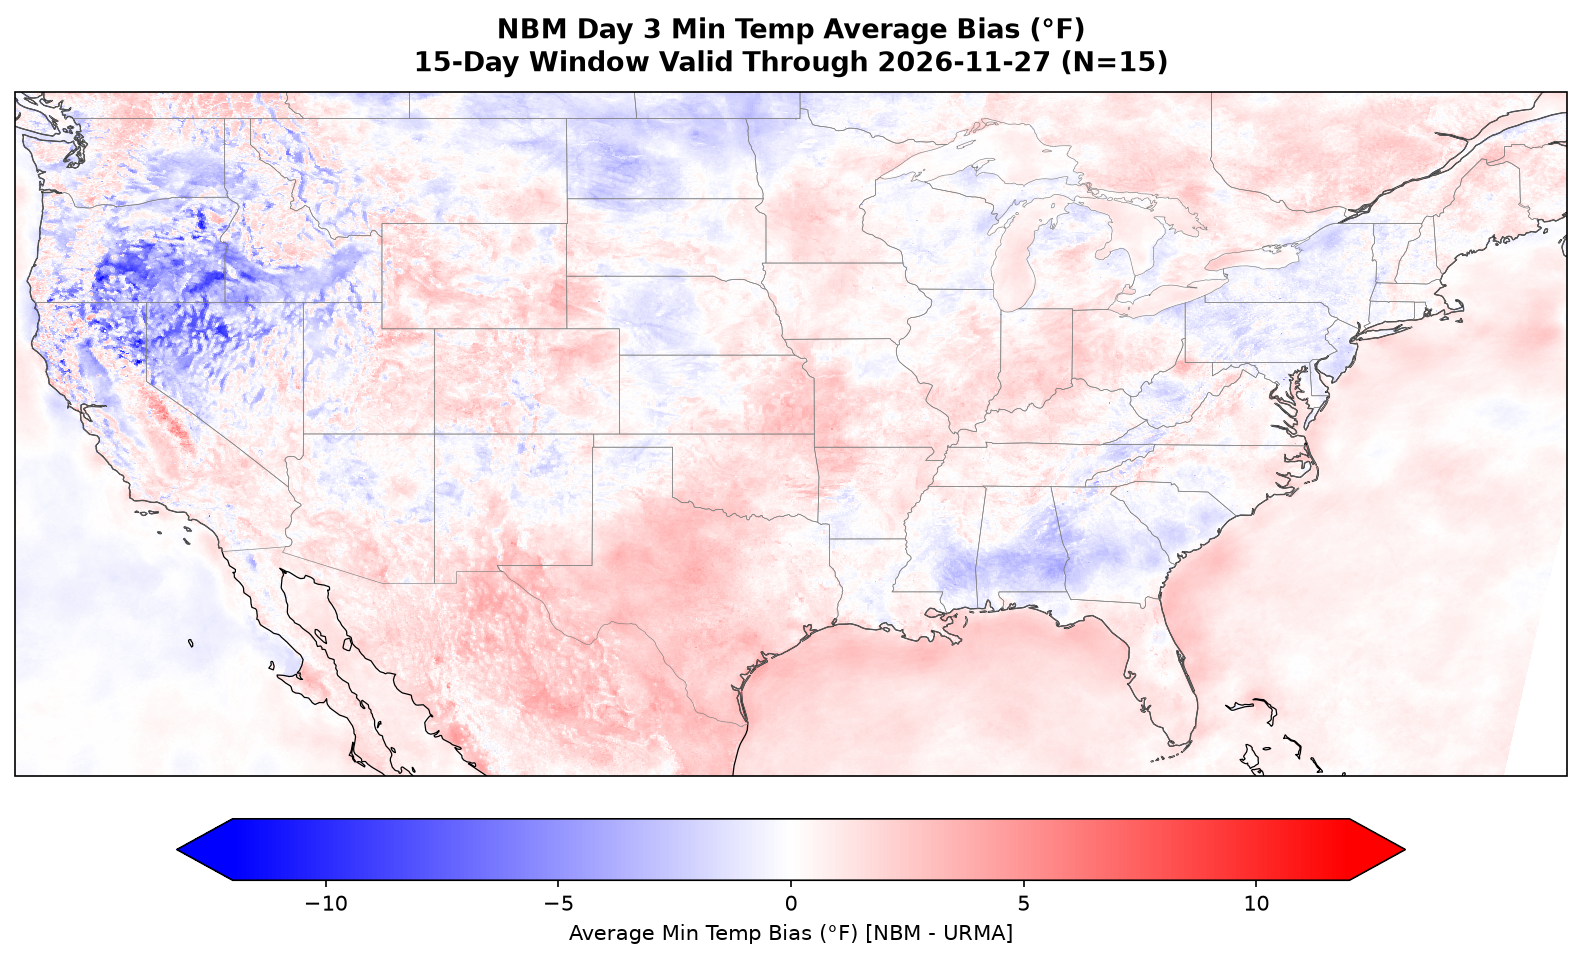 NBM Day 3 Min Temp Average Bias (°F)
15-Day Window Valid Through 2026-11-27 (N=15)
−10 −5 0 5 10
Average Min Temp Bias (°F) [NBM - URMA]